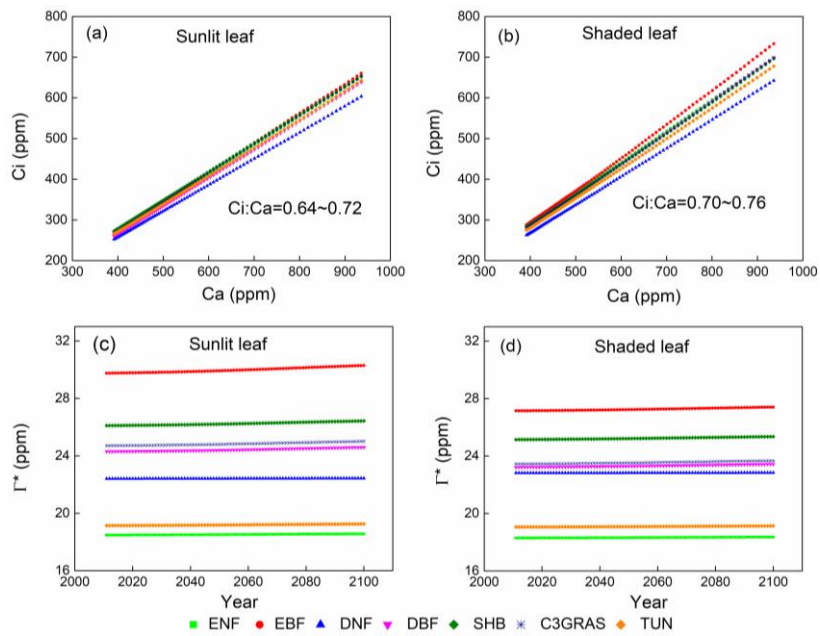 (a) Sunlit leaf
800
700
600
500
400
300
200
Ci (ppm)
Ci:Ca=0.64~0.72
300 400 500 600 700 800 900 1000
Ca (ppm)
(b) Shaded leaf
800
700
600
500
400
300
200
Ci (ppm)
Ci:Ca=0.70~0.76
300 400 500 600 700 800 900 1000
Ca (ppm)
(c) Sunlit leaf
32
28
24
20
16
Γ* (ppm)
2000 2020 2040 2060 2080 2100
Year
(d) Shaded leaf
32
28
24
20
16
Γ* (ppm)
2000 2020 2040 2060 2080 2100
Year
ENF EBF DNF DBF SHB C3GRAS TUN